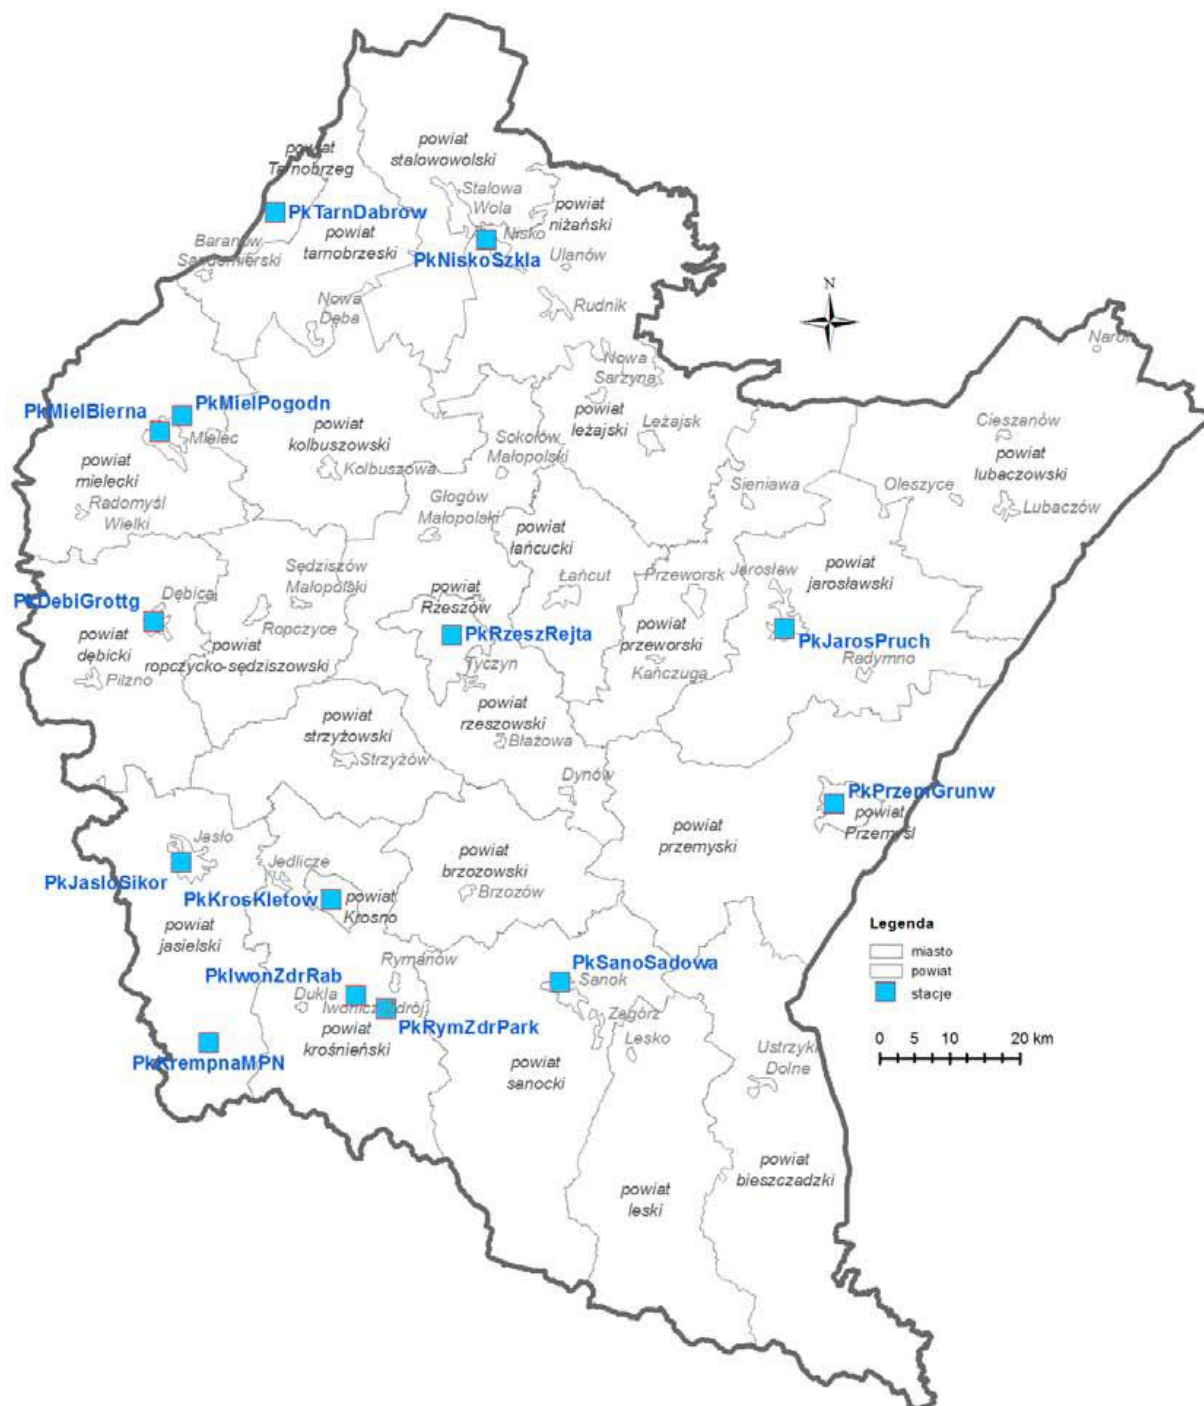 powiat
Tarnobrzeg
powiat
stalowowolski
Stalowa
Wola
powiat
niżański
PkTarnDabrow
powiat
tarnobrzeski
Nisko
PkNiskoSzkla
Ulanów
Baranów
Sandomierski
Rudnik
Nowa
Dęba
N
Narol
Nowa
Sarzyna
PkMielBierna
PkMielPogodn
Mielec
powiat
kolbuszowski
Kolbuszowa
powiat
leżajski
Leżajsk
Sokołów
Małopolski
Cieszanów
powiat
lubaczowski
powiat
mielecki
Radomyśl
Wielki
Głogów
Małopolski
Sieniawa
Oleszyce
Lubaczów
powiat
łańcucki
Sędziszów
Małopolski
Łańcut
Przeworsk
Jarosław
powiat
jarosławski
PkDebiGrottg
Dębica
powiat
Rzeszów
Ropczyce
PkRzeszRejta
PkJarosPruch
powiat
dębicki
powiat
ropczycko-sędziszowski
powiat
przeworski
Pilzno
Tyczyn
Kańczuga
Radymno
powiat
rzeszowski
Błażowa
powiat
strzyżowski
Strzyżów
Dynów
PkPrzemGrunw
powiat
Przemyśl
powiat
przemyski
Jasło
PkJasloSikor
Jedlicze
PkKrosKletow
powiat
Krosno
powiat
brzozowski
Brzozów
powiat
jasielski
Legenda
miasto
powiat
stacje
Rymanów
PkIwonZdrRab
Dukla
Iwonicz-Zdrój
PkRymZdrPark
powiat
krośnieński
PkSanoSadowa
Sanok
Zagórz
Lesko
PkKrempnaMPN
powiat
sanocki
Ustrzyki
Dolne
0 5 10 20 km
powiat
bieszczadzki
powiat
leski